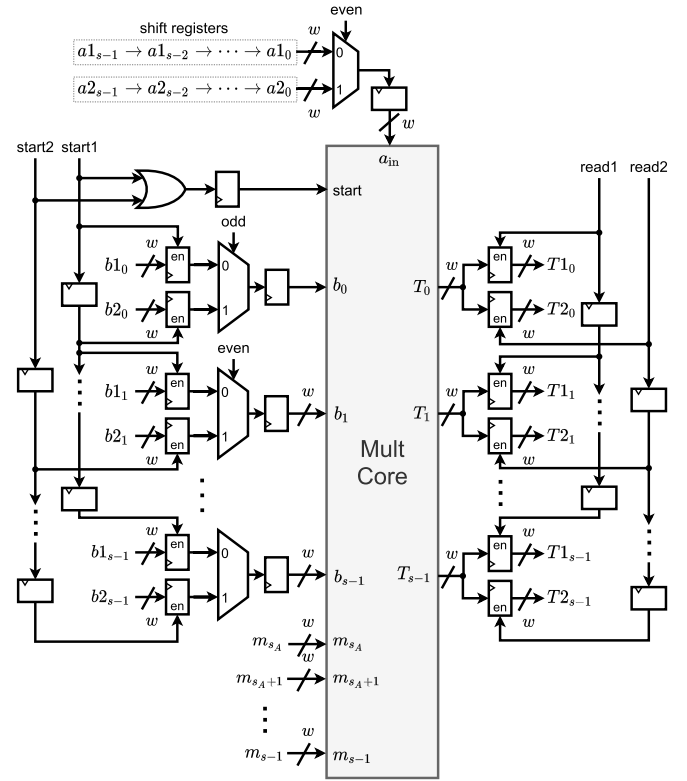 even
shift registers
w
a1_{s−1} → a1_{s−2} → ⋯ → a1_0
0
a2_{s−1} → a2_{s−2} → ⋯ → a2_0
1
w
w
start2 start1
read1 read2
a_in
start
odd
w
b1_0
en
0
b_0
T_0
w
en
w
T1_0
b2_0
en
1
en
T2_0
w
w
even
w
b1_1
en
0
w
b_1
T_1
w
en
w
T1_1
b2_1
en
1
en
T2_1
w
w
Mult
Core
w
b1_{s−1}
en
0
w
b_{s−1}
T_{s−1}
w
en
w
T1_{s−1}
b2_{s−1}
en
1
en
T2_{s−1}
w
w
w
m_{s_A}
m_{s_A}
w
m_{s_A+1}
m_{s_A+1}
w
m_{s−1}
m_{s−1}